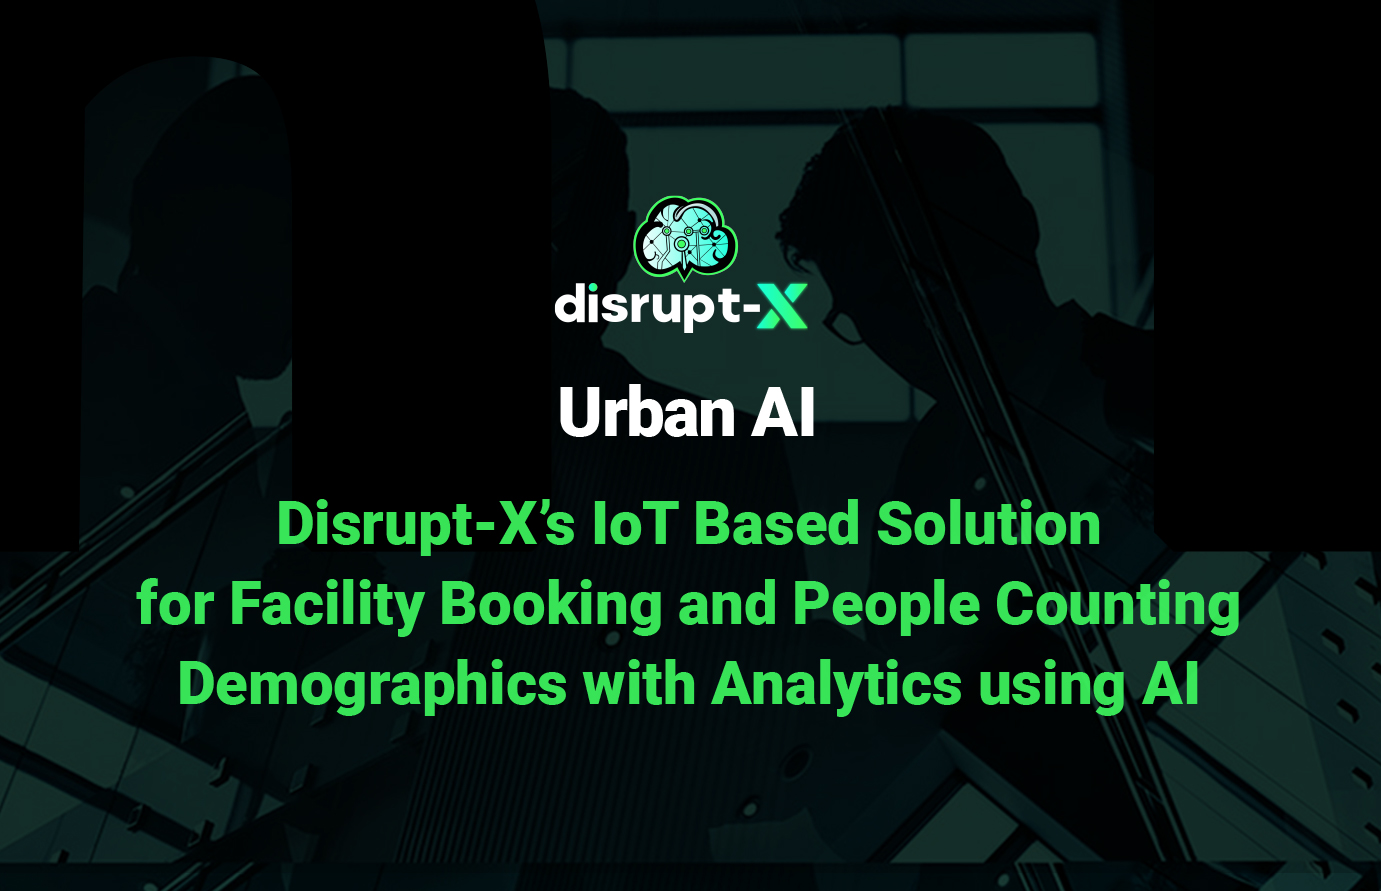 disrupt-X
Urban AI
Disrupt-X’s IoT Based Solution
for Facility Booking and People Counting
Demographics with Analytics using AI